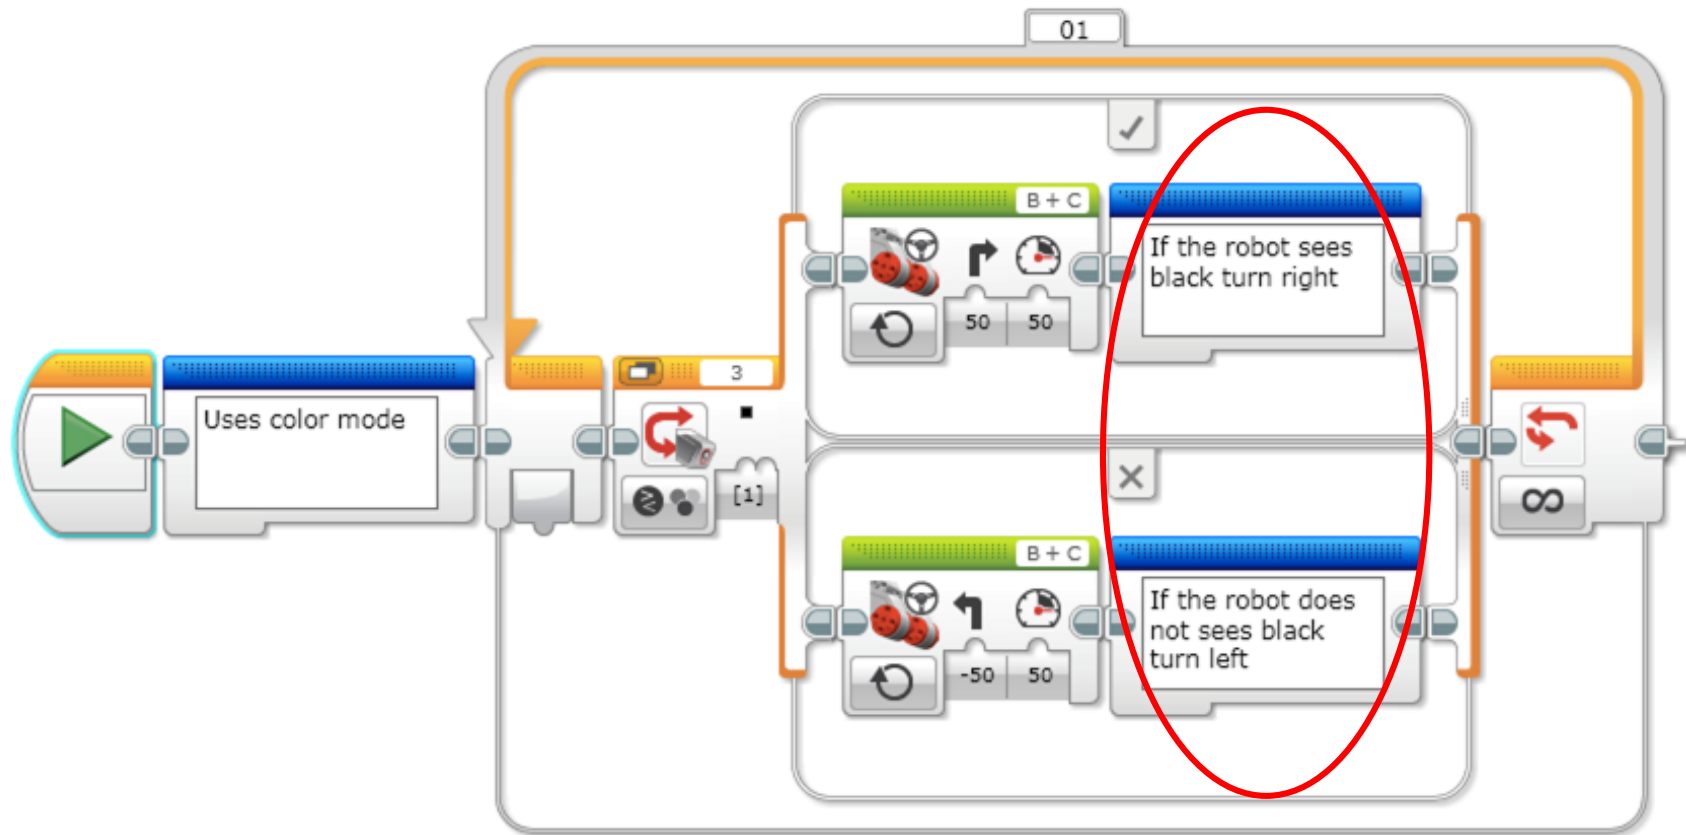 01
B + C
If the robot sees
black turn right
50 50
3
Uses color mode
[1]
B + C
If the robot does
not sees black
turn left
-50 50